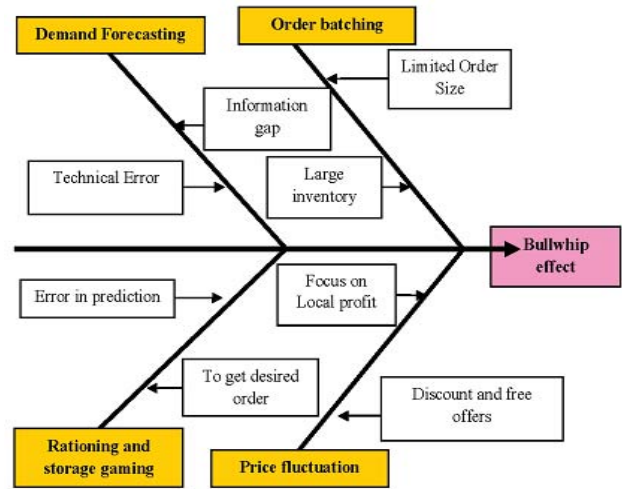 Demand Forecasting
Order batching
Limited Order
Size
Information
gap
Technical Error
Large
inventory
Bullwhip
effect
Error in prediction
Focus on
Local profit
To get desired
order
Discount and free
offers
Rationing and
storage gaming
Price fluctuation